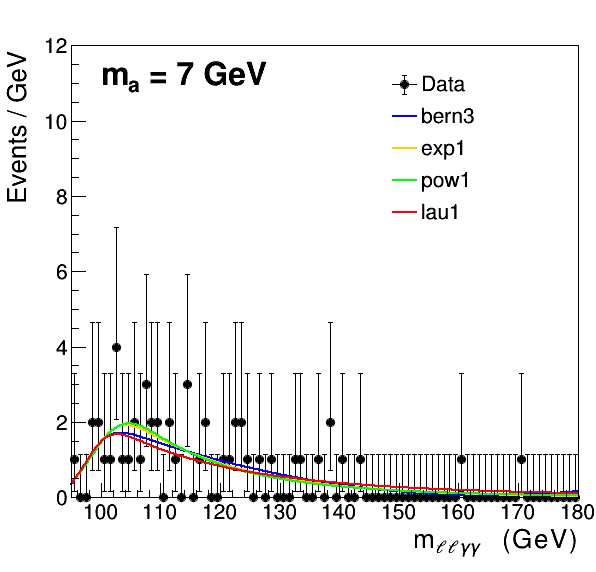 12
10
8
6
4
2
0
Events / GeV
m_a = 7 GeV
Data
bern3
exp1
pow1
lau1
100 110 120 130 140 150 160 170 180
m_ℓℓγγ (GeV)